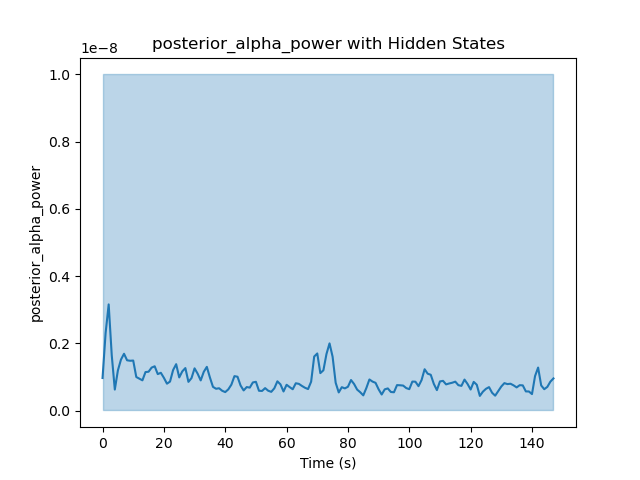 posterior_alpha_power with Hidden States
1e−8
1.0
0.8
0.6
0.4
0.2
0.0
posterior_alpha_power
0 20 40 60 80 100 120 140
Time (s)